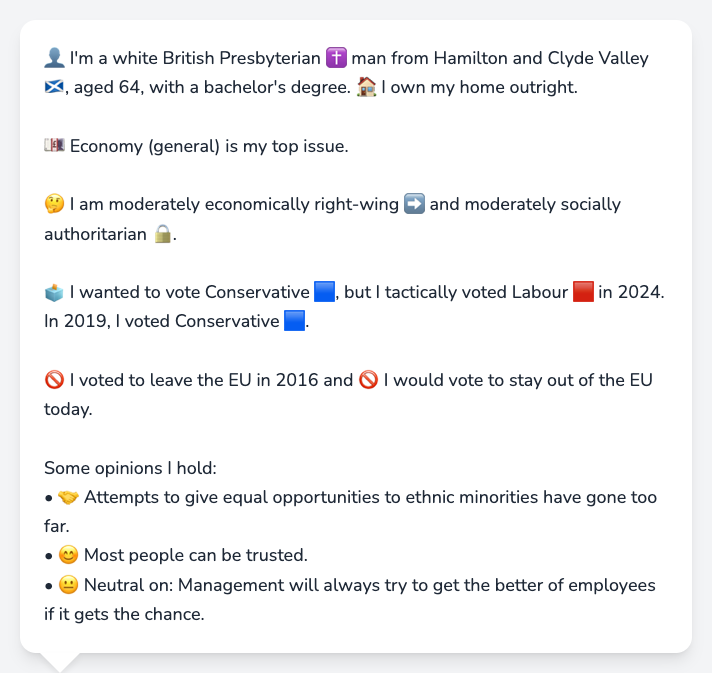 👤 I'm a white British Presbyterian ✝️ man from Hamilton and Clyde Valley
🏴󠁧󠁢󠁳󠁣󠁴󠁿, aged 64, with a bachelor's degree. 🏠 I own my home outright.
💷 Economy (general) is my top issue.
🤔 I am moderately economically right-wing ➡️ and moderately socially
authoritarian 🔒.
🗳️ I wanted to vote Conservative 🟦, but I tactically voted Labour 🟥 in 2024.
In 2019, I voted Conservative 🟦.
🚫 I voted to leave the EU in 2016 and 🚫 I would vote to stay out of the EU
today.
Some opinions I hold:
• 🤝 Attempts to give equal opportunities to ethnic minorities have gone too
far.
• 😊 Most people can be trusted.
• 😐 Neutral on: Management will always try to get the better of employees
if it gets the chance.